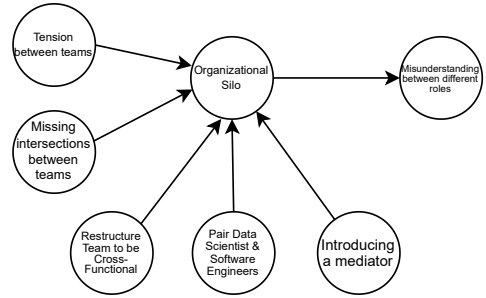 Tension
between teams
Organizational
Silo
Misunderstanding
between different
roles
Missing
intersections
between
teams
Restructure
Team to be
Cross-
Functional
Pair Data
Scientist &
Software
Engineers
Introducing
a mediator